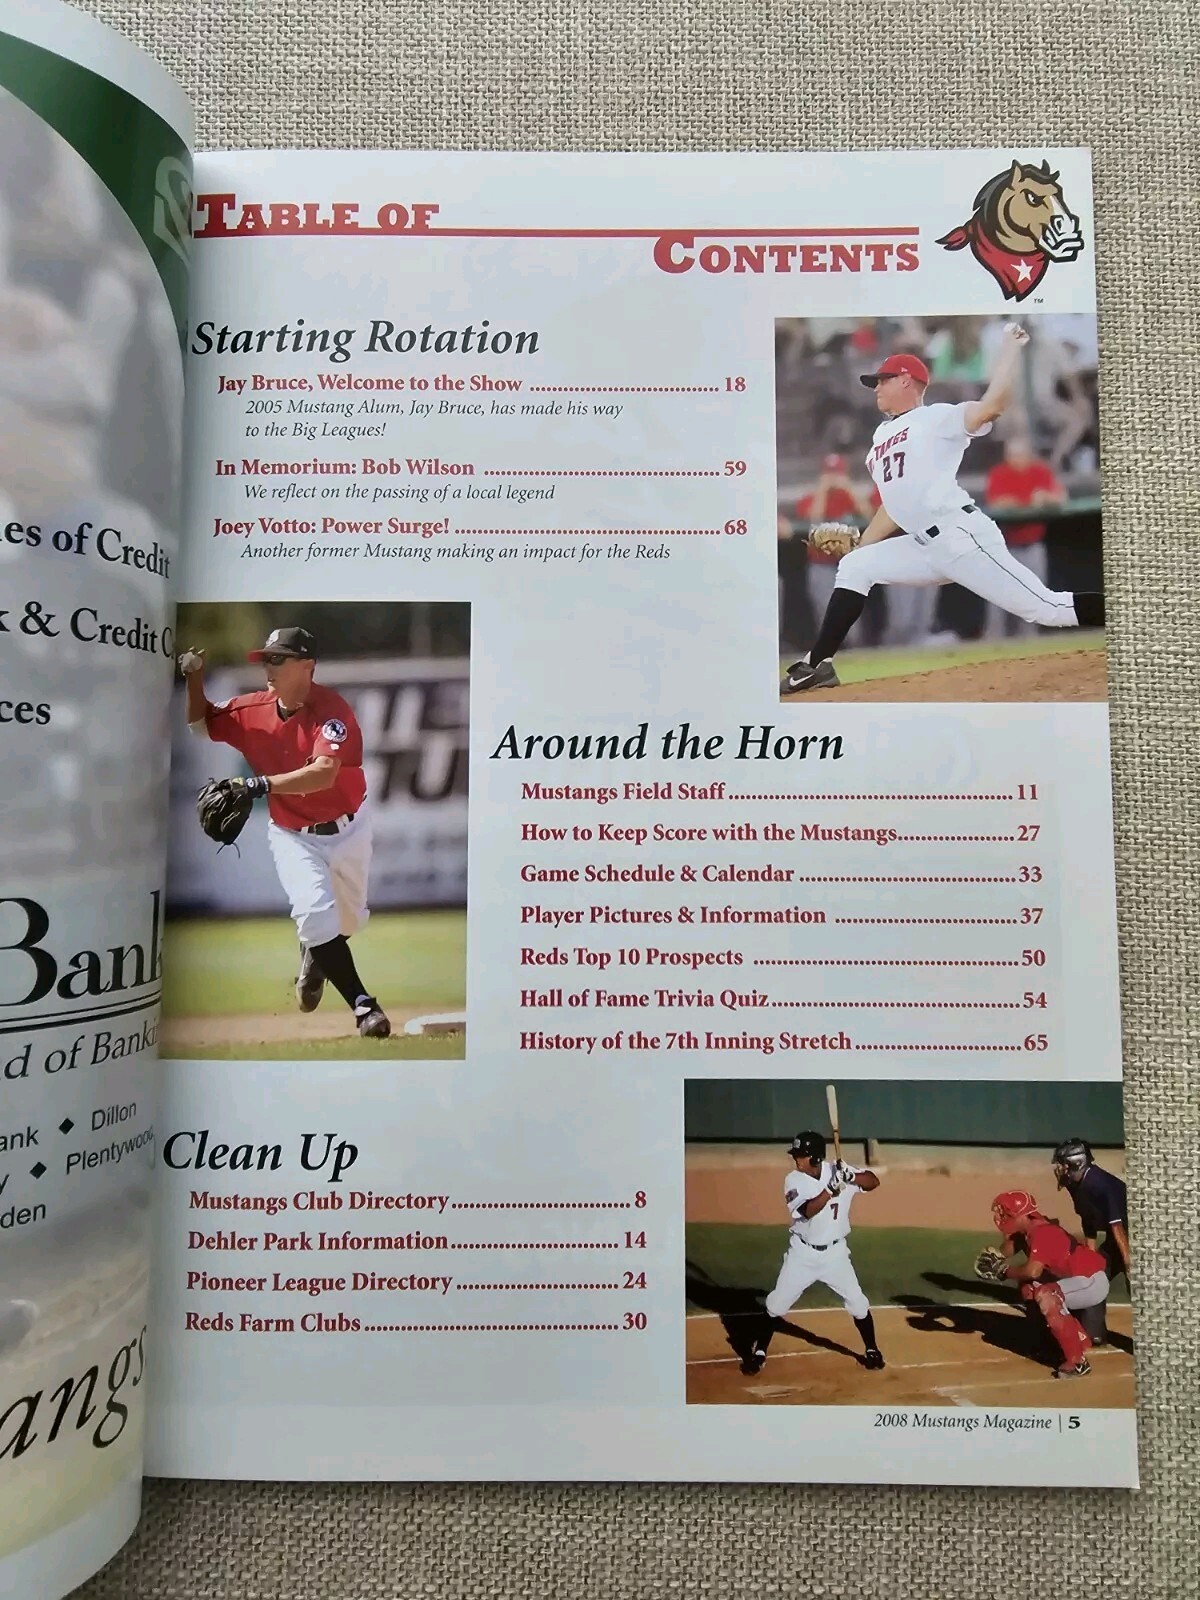 TABLE OF
CONTENTS
TM
Starting Rotation
Jay Bruce, Welcome to the Show ........ 18
2005 Mustang Alum, Jay Bruce, has made his way
to the Big Leagues!
In Memorium: Bob Wilson ........ 59
We reflect on the passing of a local legend
Joey Votto: Power Surge! ........ 68
Another former Mustang making an impact for the Reds
27
Around the Horn
Mustangs Field Staff ........ 11
How to Keep Score with the Mustangs ........ 27
Game Schedule & Calendar ........ 33
Player Pictures & Information ........ 37
Reds Top 10 Prospects ........ 50
Hall of Fame Trivia Quiz ........ 54
History of the 7th Inning Stretch ........ 65
Clean Up
Mustangs Club Directory ........ 8
Dehler Park Information ........ 14
Pioneer League Directory ........ 24
Reds Farm Clubs ........ 30
7
2008 Mustangs Magazine | 5
es of Credit
& Credit C
ces
Bank
d of Banki
ank ◆ Dillon
y ◆ Plentywood
den
angs